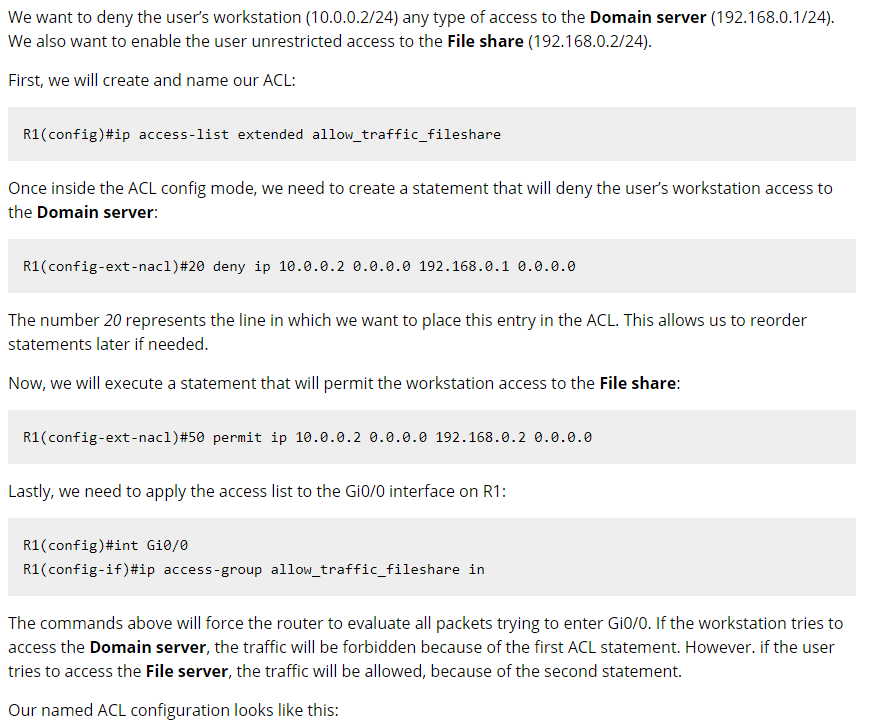 We want to deny the user’s workstation (10.0.0.2/24) any type of access to the Domain server (192.168.0.1/24).
We also want to enable the user unrestricted access to the File share (192.168.0.2/24).
First, we will create and name our ACL:
R1(config)#ip access-list extended allow_traffic_fileshare
Once inside the ACL config mode, we need to create a statement that will deny the user’s workstation access to
the Domain server:
R1(config-ext-nacl)#20 deny ip 10.0.0.2 0.0.0.0 192.168.0.1 0.0.0.0
The number 20 represents the line in which we want to place this entry in the ACL. This allows us to reorder
statements later if needed.
Now, we will execute a statement that will permit the workstation access to the File share:
R1(config-ext-nacl)#50 permit ip 10.0.0.2 0.0.0.0 192.168.0.2 0.0.0.0
Lastly, we need to apply the access list to the Gi0/0 interface on R1:
R1(config)#int Gi0/0
R1(config-if)#ip access-group allow_traffic_fileshare in
The commands above will force the router to evaluate all packets trying to enter Gi0/0. If the workstation tries to
access the Domain server, the traffic will be forbidden because of the first ACL statement. However. if the user
tries to access the File server, the traffic will be allowed, because of the second statement.
Our named ACL configuration looks like this: